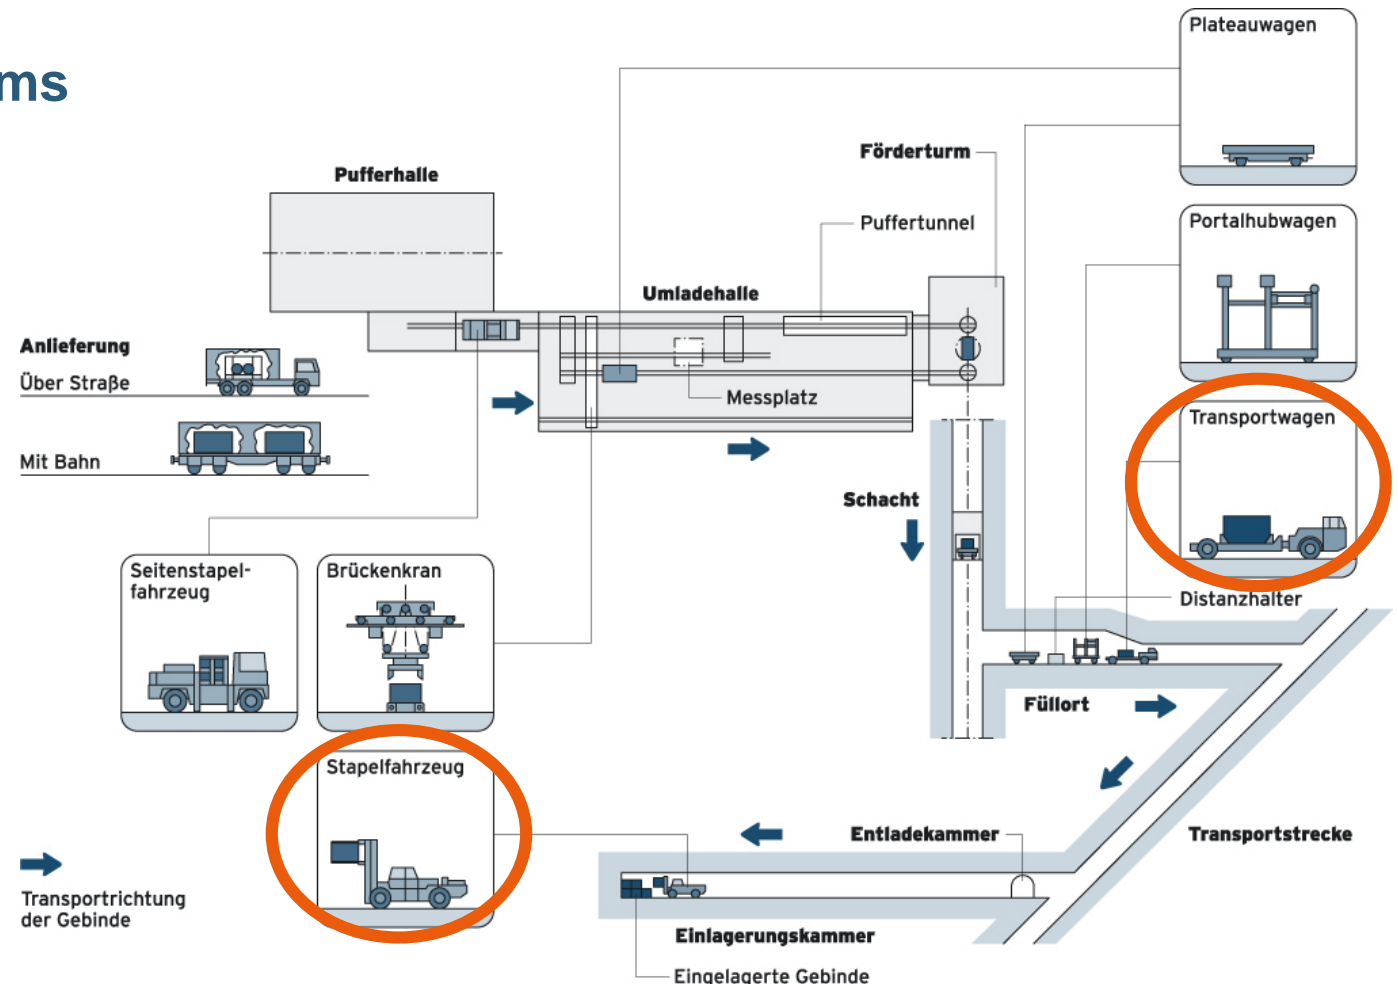 ms
Plateauwagen
Förderturm
Pufferhalle
Puffertunnel
Portalhubwagen
Umladehalle
Anlieferung
Über Straße
Messplatz
Transportwagen
Mit Bahn
Schacht
Seitenstapel-
fahrzeug
Brückenkran
Distanzhalter
Füllort
Stapelfahrzeug
Entladekammer
Transportstrecke
Transportrichtung
der Gebinde
Einlagerungskammer
Eingelagerte Gebinde